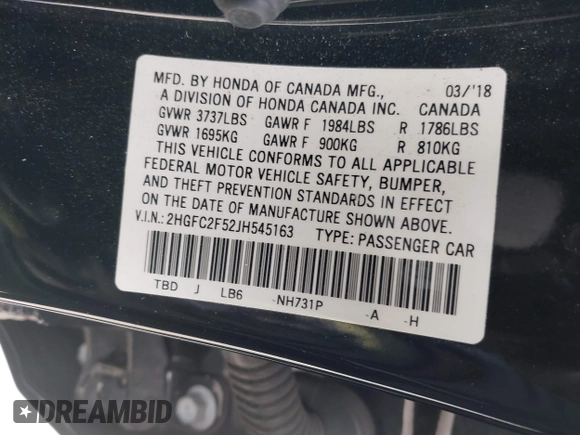 MFD. BY HONDA OF CANADA MFG., 03/'18
A DIVISION OF HONDA CANADA INC. CANADA
GVWR 3737LBS GAWR F 1984LBS R 1786LBS
GVWR 1695KG GAWR F 900KG R 810KG
THIS VEHICLE CONFORMS TO ALL APPLICABLE
FEDERAL MOTOR VEHICLE SAFETY, BUMPER,
AND THEFT PREVENTION STANDARDS IN EFFECT
ON THE DATE OF MANUFACTURE SHOWN ABOVE.
V.I.N.: 2HGFC2F52JH545163 TYPE: PASSENGER CAR
TBD J LB6 -NH731P -A -H
DREAMBID